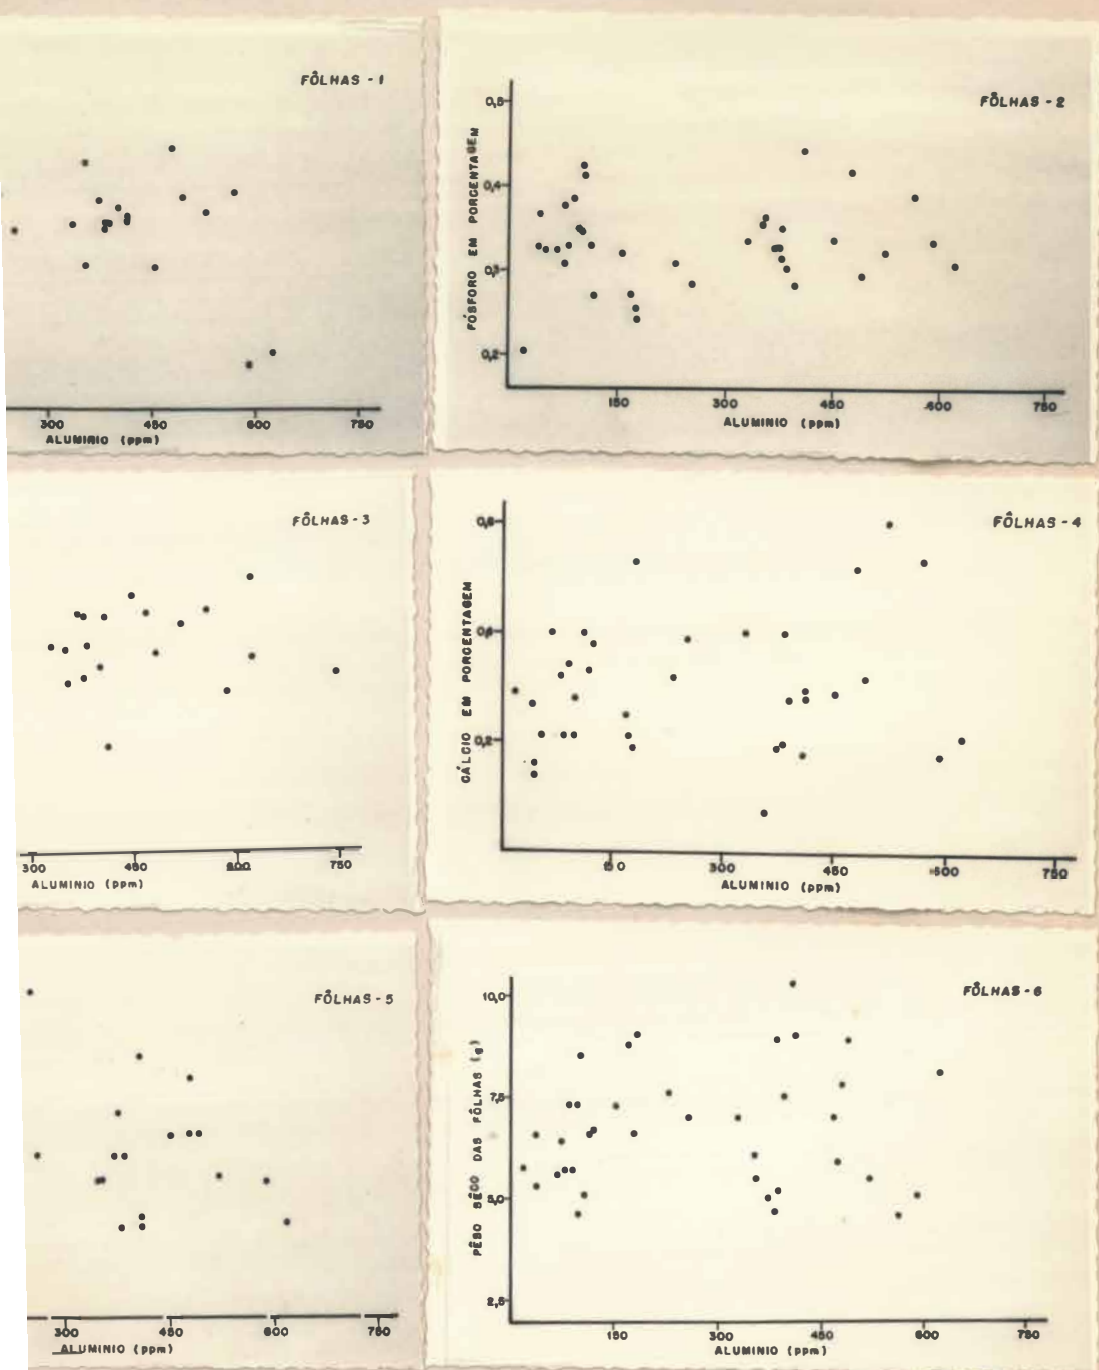 FÔLHAS - 1
300 450 600 750
ALUMINIO (ppm)
FÔLHAS - 2
FÓSFORO EM PORCENTAGEM
0,5
0,4
0,3
0,2
150 300 450 600 750
ALUMINIO (ppm)
FÔLHAS - 3
300 450 600 750
ALUMINIO (ppm)
FÔLHAS - 4
CÁLCIO EM PORCENTAGEM
0,2
300 450 600 750
ALUMINIO (ppm)
FÔLHAS - 5
300 450 600 750
ALUMINIO (ppm)
FÔLHAS - 6
PÊSO SÊCO DAS FÔLHAS (g)
10,0
7,5
5,0
2,5
150 300 450 600 750
ALUMINIO (ppm)